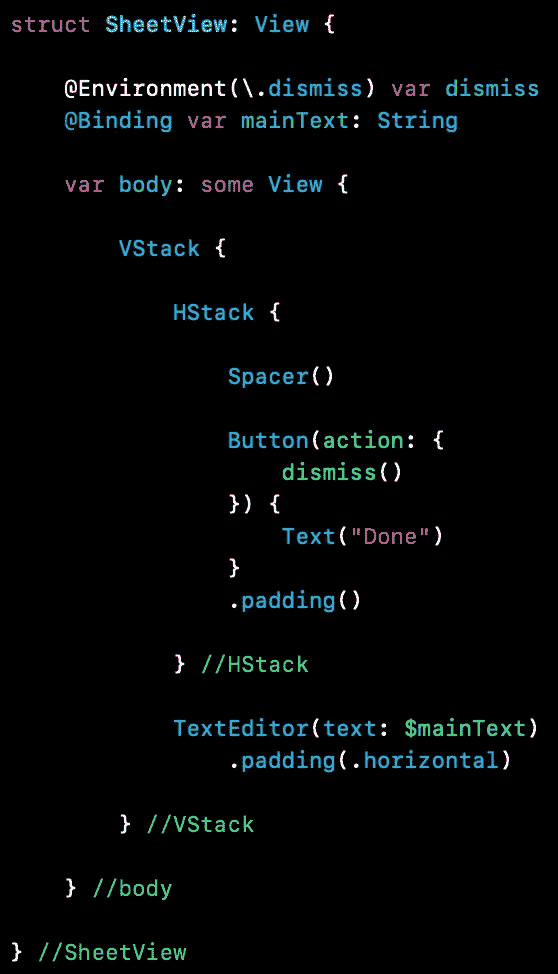 struct SheetView: View {
@Environment(\.dismiss) var dismiss
@Binding var mainText: String
var body: some View {
VStack {
HStack {
Spacer()
Button(action: {
dismiss()
}) {
Text("Done")
}
.padding()
} //HStack
TextEditor(text: $mainText)
.padding(.horizontal)
} //VStack
} //body
} //SheetView